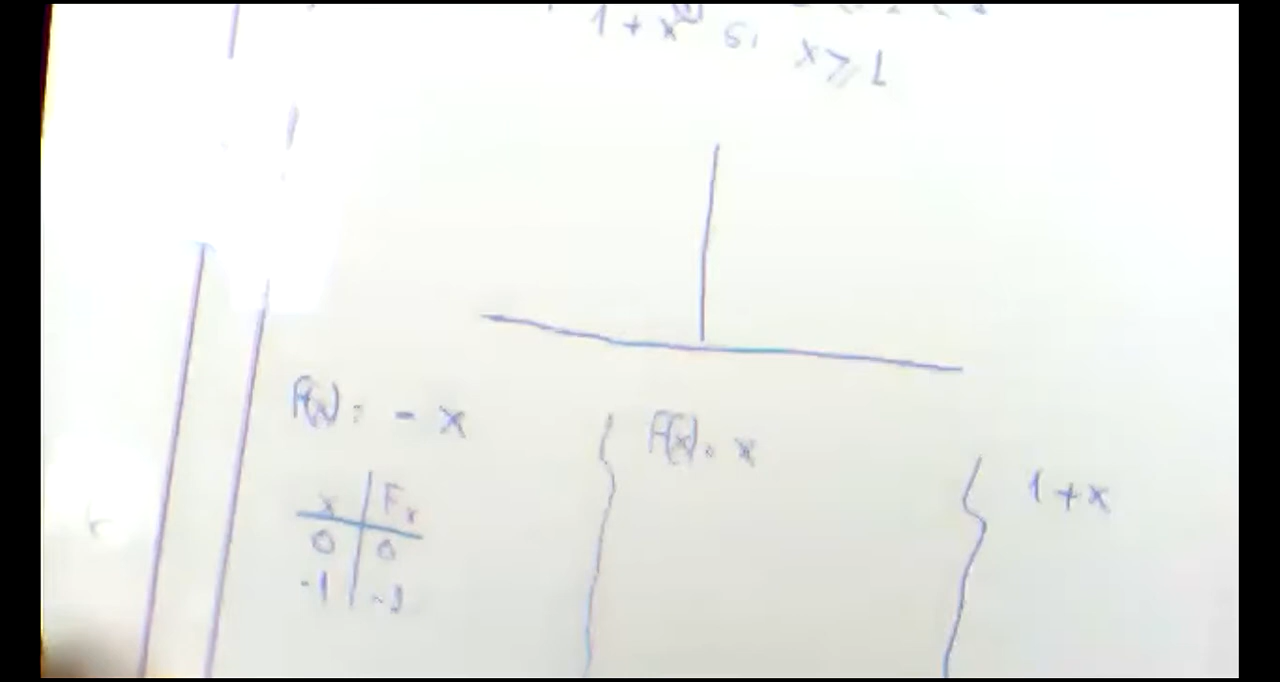 1 + x si x ≥ 1
F(x) = - x
F(x) = x
1 + x
x | Fx
0 | 0
-1 | -1